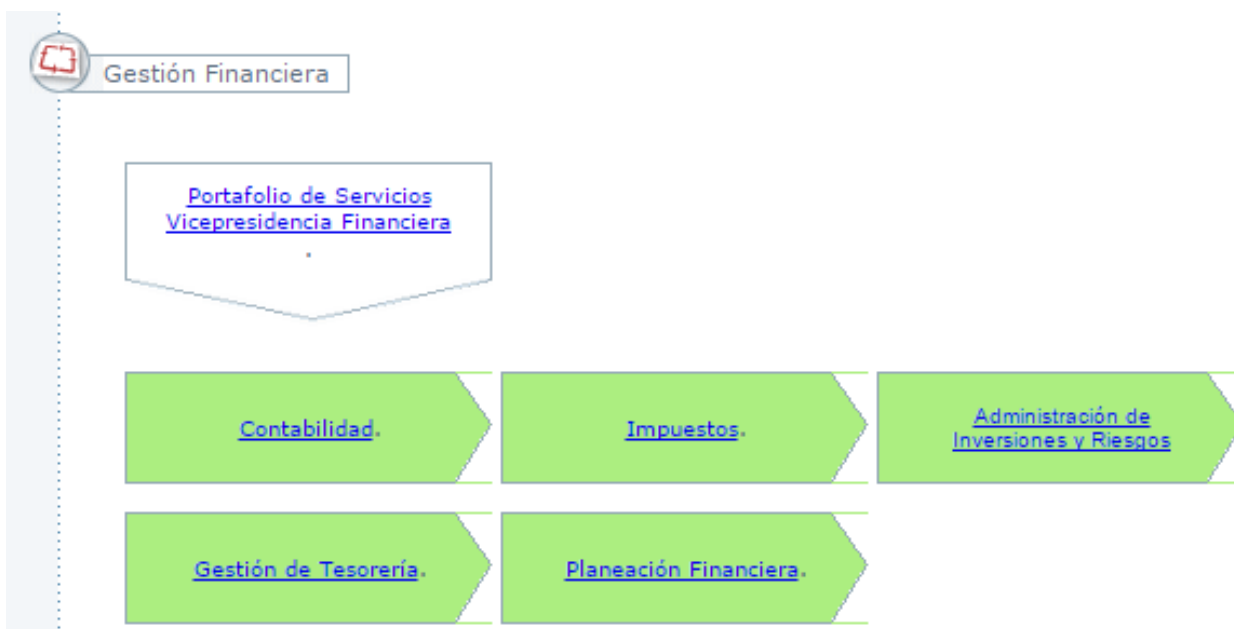 Gestión Financiera
Portafolio de Servicios
Vicepresidencia Financiera
.
Contabilidad.
Impuestos.
Administración de
Inversiones y Riesgos
Gestión de Tesorería.
Planeación Financiera.